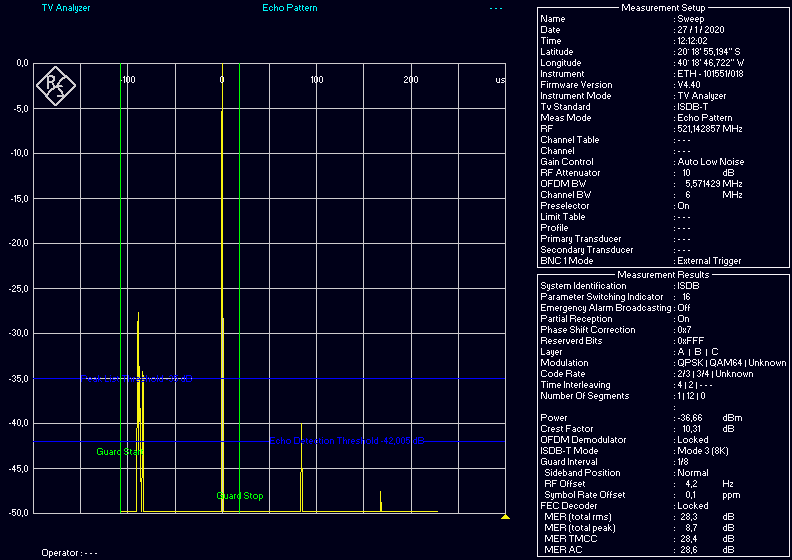 TV Analyzer Echo Pattern ---
0,0
-100 0 100 200 us
-5,0
-10,0
-15,0
-20,0
-25,0
-30,0
-35,0
-40,0
Echo Detection Threshold -42,000 dB
Guard Start
-45,0
Guard Stop
-50,0
Operator : ---
Measurement Setup
Name : Sweep
Date : 27 / 1 / 2020
Time : 12:12:02
Latitude : 20° 18' 55,194" S
Longitude : 40° 18' 46,722" W
Instrument : ETH - 101551/018
Firmware Version : V4.40
Instrument Mode : TV Analyzer
Tv Standard : ISDB-T
Meas Mode : Echo Pattern
RF : 521,142857 MHz
Channel Table : ---
Channel : ---
Gain Control : Auto Low Noise
RF Attenuator : 10 dB
OFDM BW : 5,571429 MHz
Channel BW : 6 MHz
Preselector : On
Limit Table : ---
Profile : ---
Primary Transducer : ---
Secondary Transducer : ---
BNC 1 Mode : External Trigger
Measurement Results
System Identification : ISDB
Parameter Switching Indicator : 16
Emergency Alarm Broadcasting : Off
Partial Reception : On
Phase Shift Correction : 0x7
Reserverd Bits : 0xFFF
Layer : A | B | C
Modulation : QPSK | QAM64 | Unknown
Code Rate : 2/3 | 3/4 | Unknown
Time Interleaving : 4 | 2 | ---
Number Of Segments : 1 | 12 | 0
:
Power : -36,66 dBm
Crest Factor : 10,31 dB
OFDM Demodulator : Locked
ISDB-T Mode : Mode 3 (8K)
Guard Interval : 1/8
Sideband Position : Normal
RF Offset : 4,2 Hz
Symbol Rate Offset : 0,1 ppm
FEC Decoder : Locked
MER (total rms) : 28,3 dB
MER (total peak) : 8,7 dB
MER TMCC : 28,4 dB
MER AC : 28,6 dB